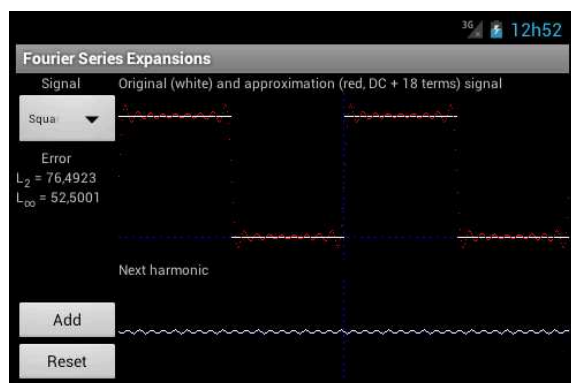 3G 12h52
Fourier Series Expansions
Signal
Original (white) and approximation (red, DC + 18 terms) signal
Squa
Error
L2 = 76,4923
L∞ = 52,5001
Next harmonic
Add
Reset